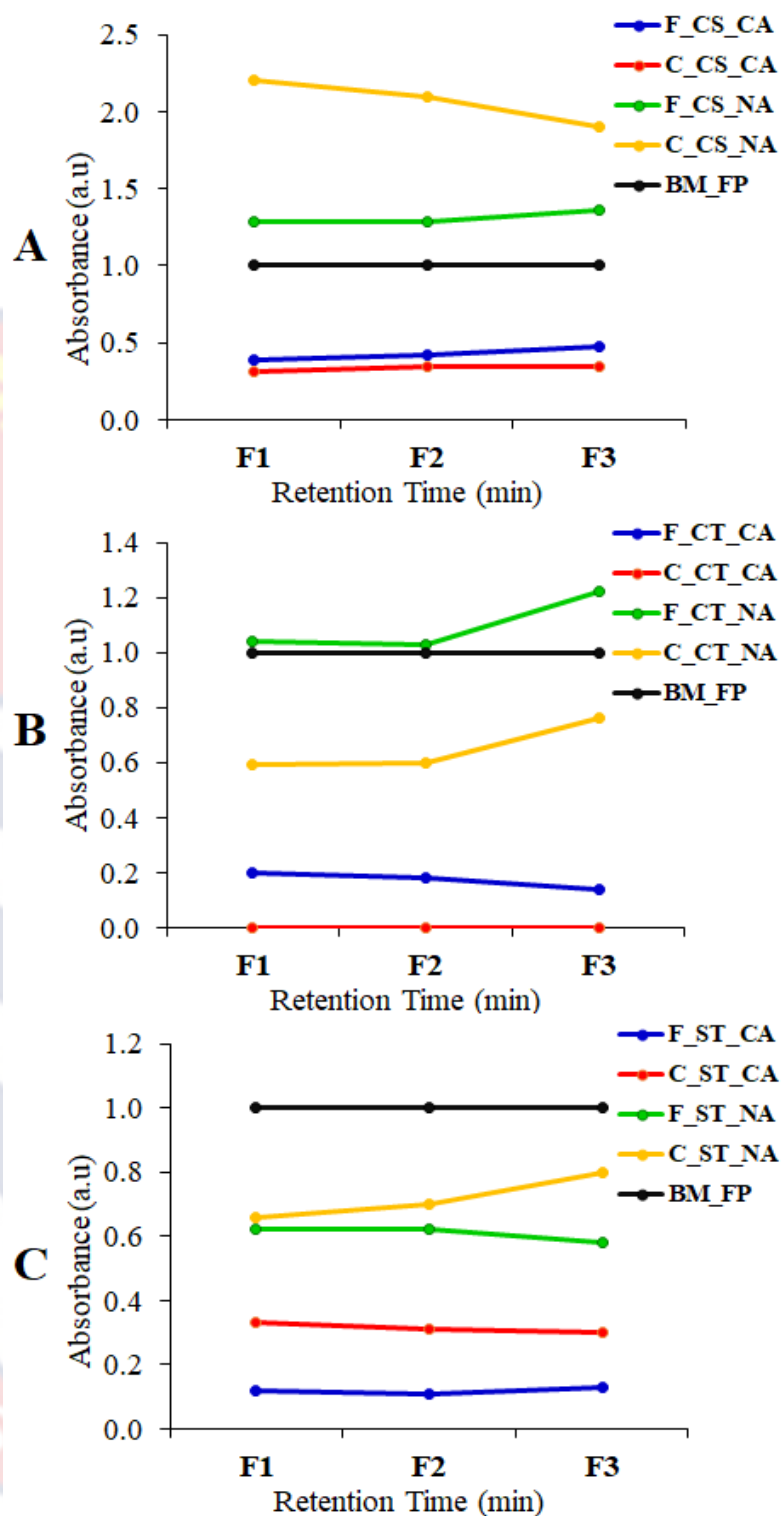 A
Absorbance (a.u)
2.5
2.0
1.5
1.0
0.5
0.0
F1 F2 F3
Retention Time (min)
F_CS_CA
C_CS_CA
F_CS_NA
C_CS_NA
BM_FP
B
Absorbance (a.u)
1.4
1.2
1.0
0.8
0.6
0.4
0.2
0.0
F1 F2 F3
Retention Time (min)
F_CT_CA
C_CT_CA
F_CT_NA
C_CT_NA
BM_FP
C
Absorbance (a.u)
1.2
1.0
0.8
0.6
0.4
0.2
0.0
F1 F2 F3
Retention Time (min)
F_ST_CA
C_ST_CA
F_ST_NA
C_ST_NA
BM_FP